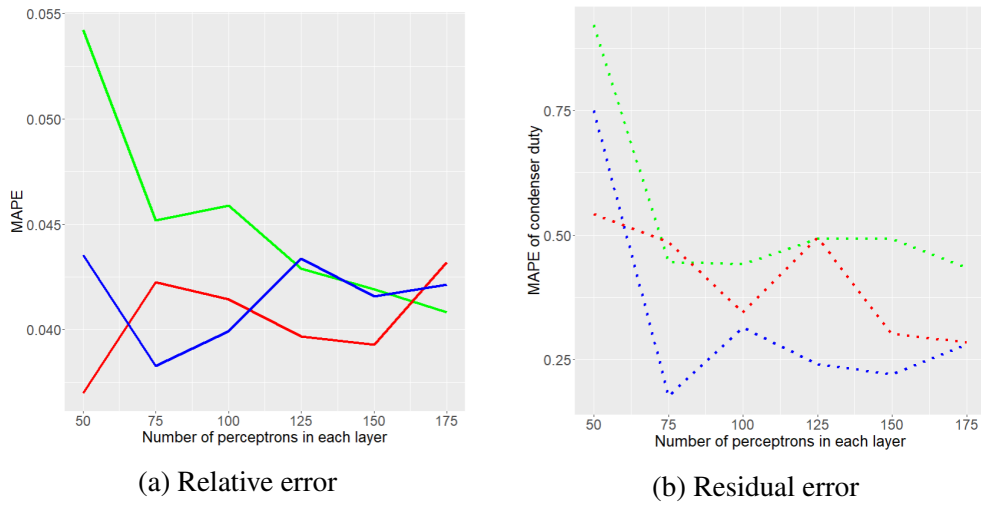 0.055
0.050
0.045
0.040
MAPE
50 75 100 125 150 175
Number of perceptrons in each layer
(a) Relative error
0.75
0.50
0.25
MAPE of condenser duty
50 75 100 125 150 175
Number of perceptrons in each layer
(b) Residual error